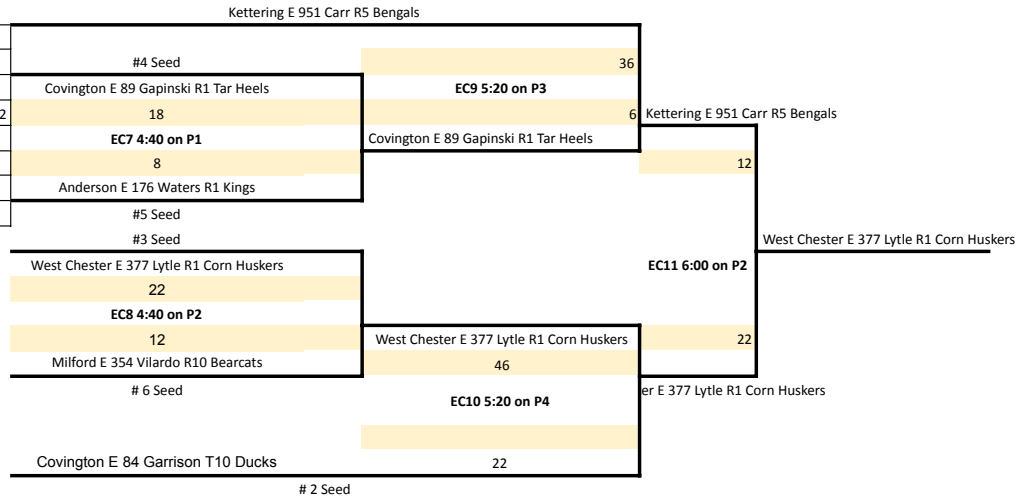 Kettering E 951 Carr R5 Bengals
#4 Seed
36
Covington E 89 Gapinski R1 Tar Heels
EC9 5:20 on P3
2
18
6
Kettering E 951 Carr R5 Bengals
EC7 4:40 on P1
Covington E 89 Gapinski R1 Tar Heels
8
12
Anderson E 176 Waters R1 Kings
#5 Seed
#3 Seed
West Chester E 377 Lytle R1 Corn Huskers
West Chester E 377 Lytle R1 Corn Huskers
EC11 6:00 on P2
22
EC8 4:40 on P2
12
West Chester E 377 Lytle R1 Corn Huskers
22
Milford E 354 Vilardo R10 Bearcats
46
# 6 Seed
er E 377 Lytle R1 Corn Huskers
EC10 5:20 on P4
Covington E 84 Garrison T10 Ducks
22
# 2 Seed